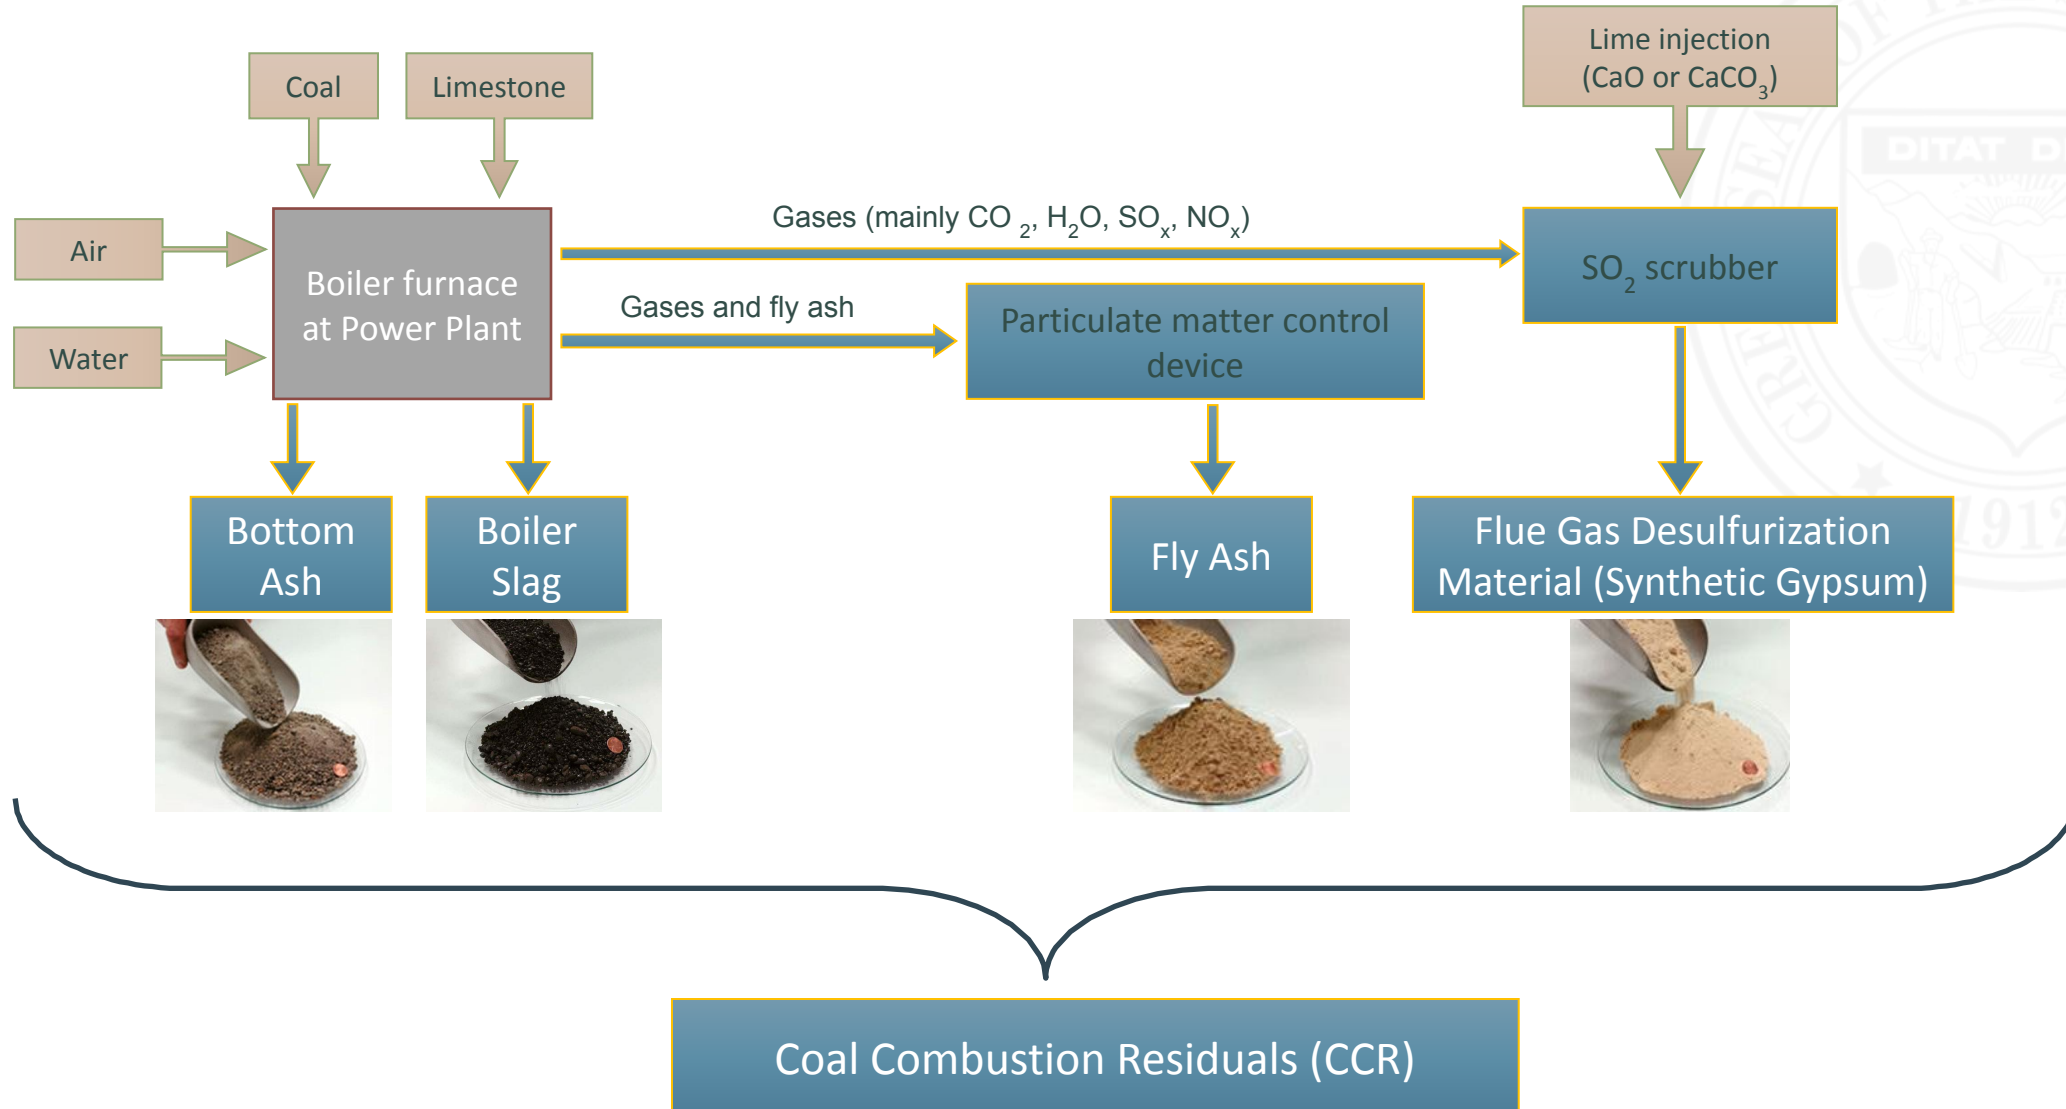 Coal
Limestone
Lime injection
(CaO or CaCO₃)
Air
Water
Boiler furnace
at Power Plant
Gases (mainly CO ₂, H₂O, SOₓ, NOₓ)
Gases and fly ash
Particulate matter control
device
SO₂ scrubber
Bottom
Ash
Boiler
Slag
Fly Ash
Flue Gas Desulfurization
Material (Synthetic Gypsum)
Coal Combustion Residuals (CCR)
DITAT D
1912